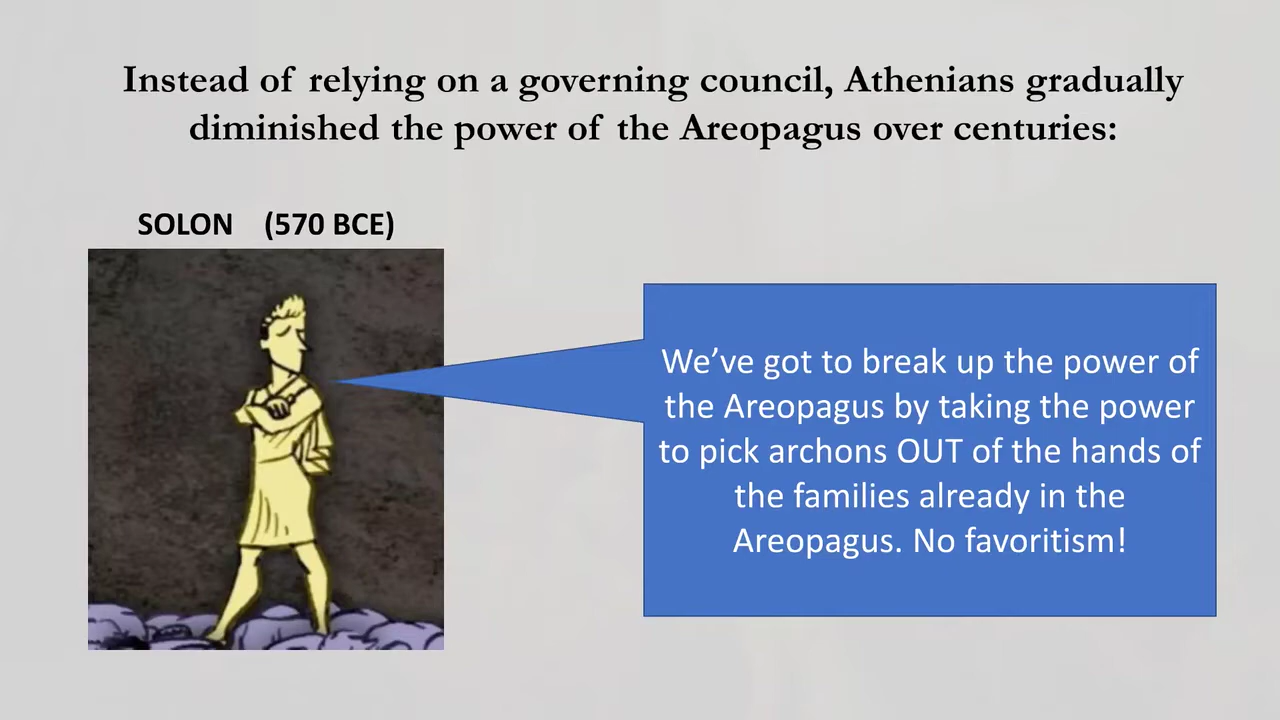 Instead of relying on a governing council, Athenians gradually
diminished the power of the Areopagus over centuries:
SOLON (570 BCE)
We’ve got to break up the power of
the Areopagus by taking the power
to pick archons OUT of the hands of
the families already in the
Areopagus. No favoritism!